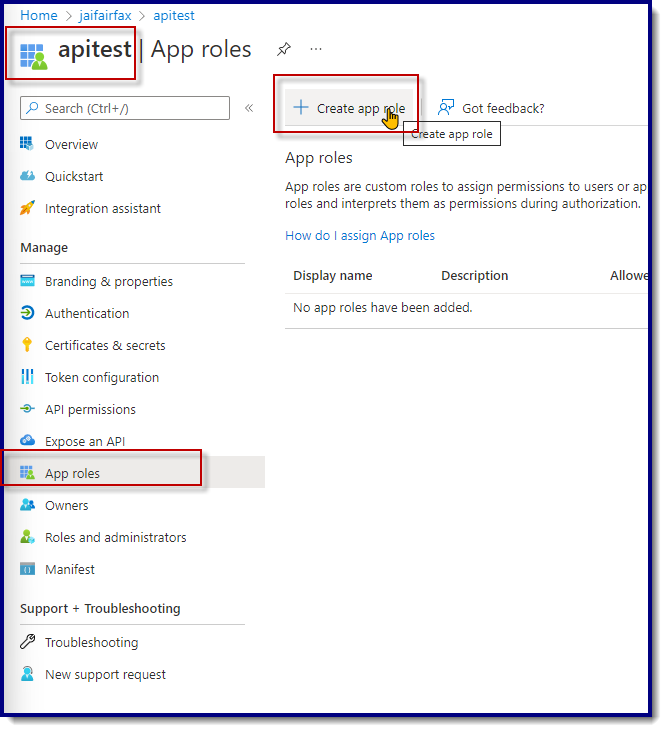 Home > jaifairfax > apitest
apitest | App roles
Search (Ctrl+/)
Overview
Quickstart
Integration assistant
Manage
Branding & properties
Authentication
Certificates & secrets
Token configuration
API permissions
Expose an API
App roles
Owners
Roles and administrators
Manifest
Support + Troubleshooting
Troubleshooting
New support request
Create app role
Got feedback?
Create app role
App roles
App roles are custom roles to assign permissions to users or ap
roles and interprets them as permissions during authorization.
How do I assign App roles
Display name Description Allowe
No app roles have been added.